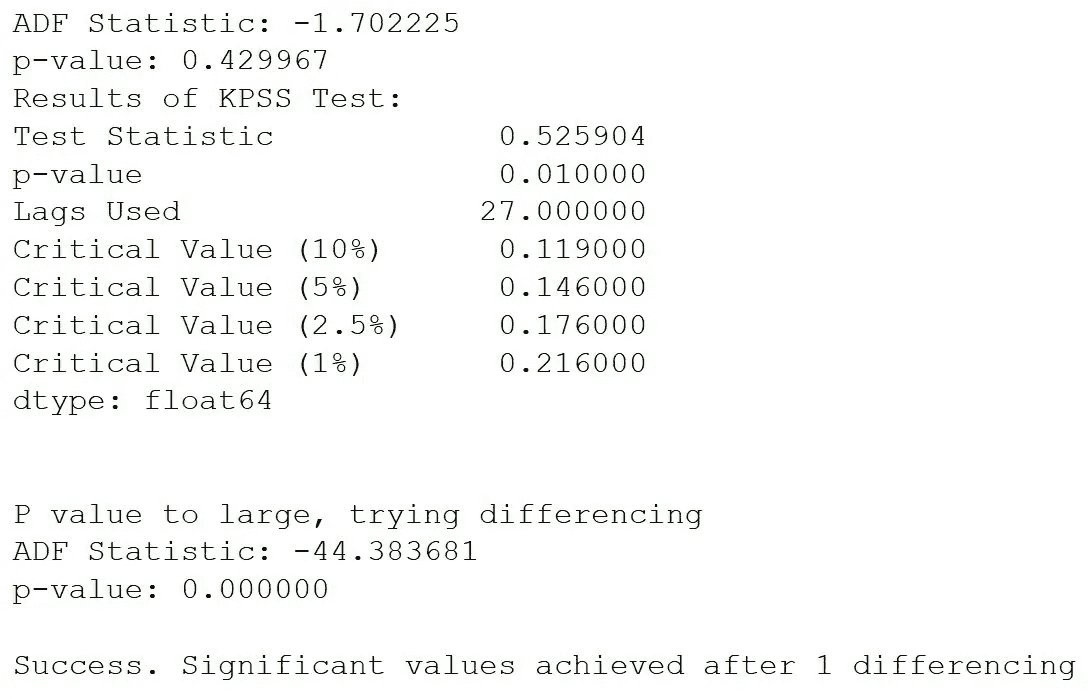 ADF Statistic: -1.702225
p-value: 0.429967
Results of KPSS Test:
Test Statistic 0.525904
p-value 0.010000
Lags Used 27.000000
Critical Value (10%) 0.119000
Critical Value (5%) 0.146000
Critical Value (2.5%) 0.176000
Critical Value (1%) 0.216000
dtype: float64
P value to large, trying differencing
ADF Statistic: -44.383681
p-value: 0.000000
Success. Significant values achieved after 1 differencing